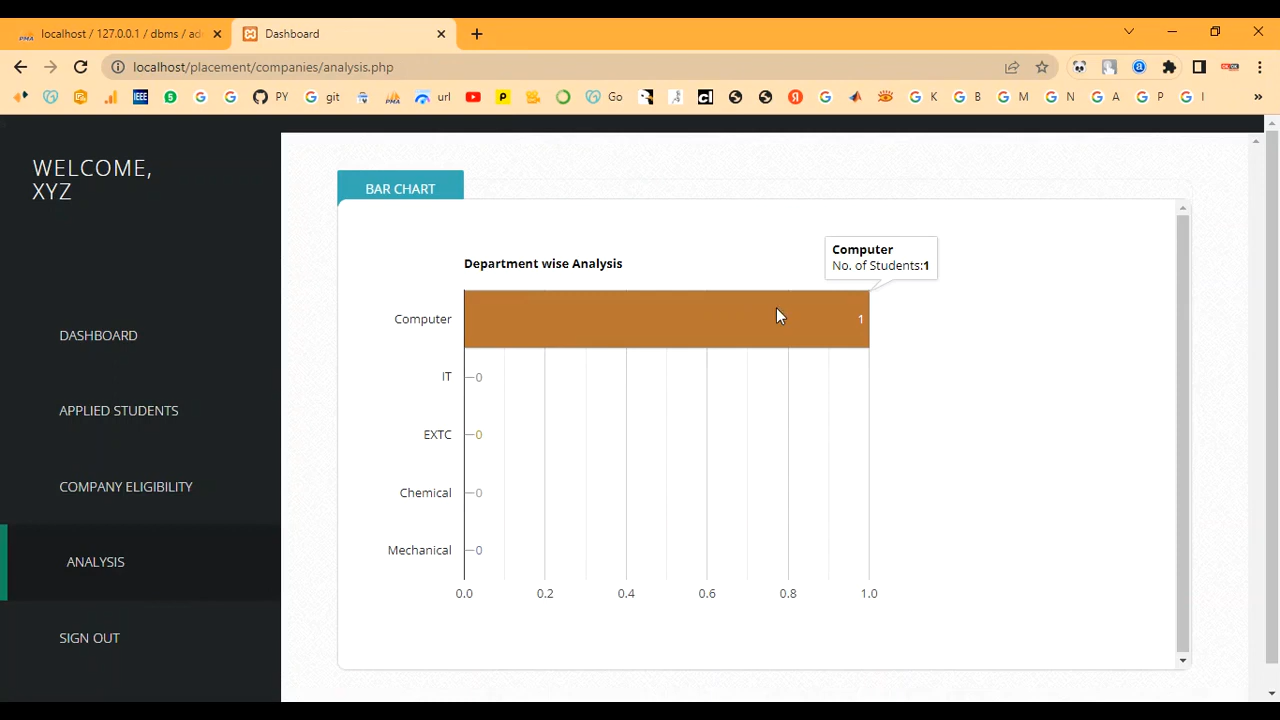 localhost / 127.0.0.1 / dbms / ad
Dashboard
localhost/placement/companies/analysis.php
IEEE
PY
git
url
Go
K
B
M
N
A
P
I
WELCOME,
XYZ
DASHBOARD
APPLIED STUDENTS
COMPANY ELIGIBILITY
ANALYSIS
SIGN OUT
BAR CHART
Department wise Analysis
Computer
No. of Students:1
Computer 1
IT 0
EXTC 0
Chemical 0
Mechanical 0
0.0 0.2 0.4 0.6 0.8 1.0